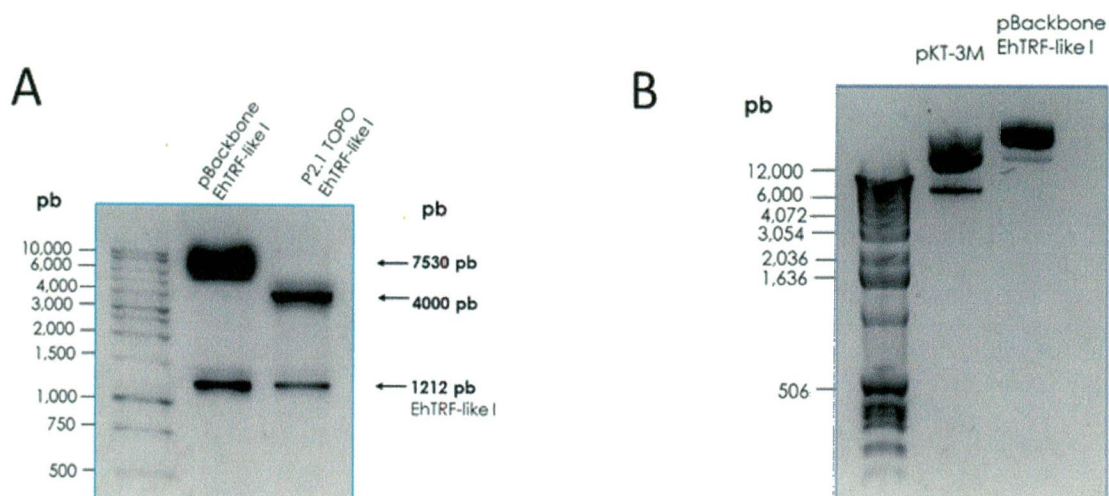 A
pBackbone
EhTRF-like I
P2.1 TOPO
EhTRF-like I
pb
10,000
6,000
4,000
3,000
2,000
1,500
1,000
750
500
pb
7530 pb
4000 pb
1212 pb
EhTRF-like I
B
pb
pKT-3M
pBackbone
EhTRF-like I
12,000
6,000
4,072
3,054
2,036
1,636
506